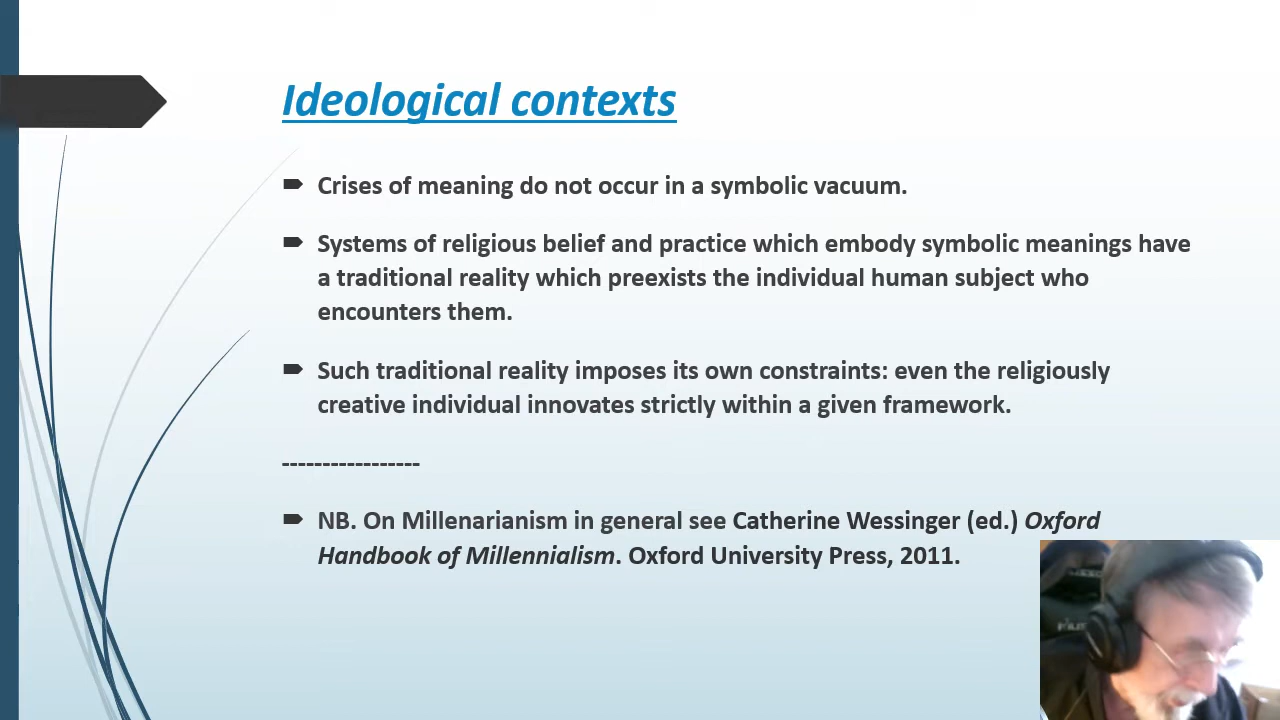 Ideological contexts
Crises of meaning do not occur in a symbolic vacuum.
Systems of religious belief and practice which embody symbolic meanings have
a traditional reality which preexists the individual human subject who
encounters them.
Such traditional reality imposes its own constraints: even the religiously
creative individual innovates strictly within a given framework.
-----------------
NB. On Millenarianism in general see Catherine Wessinger (ed.) Oxford
Handbook of Millennialism. Oxford University Press, 2011.